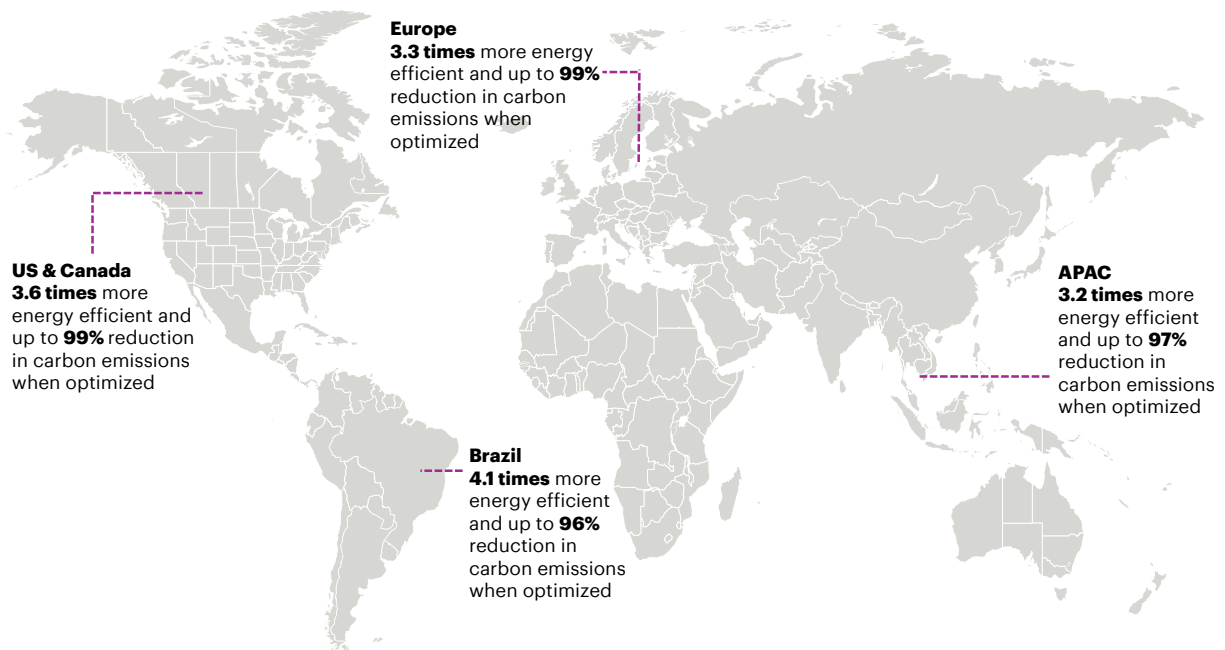 Europe
3.3 times more energy
efficient and up to 99%
reduction in carbon
emissions when
optimized
US & Canada
3.6 times more
energy efficient and
up to 99% reduction
in carbon emissions
when optimized
APAC
3.2 times more
energy efficient
and up to 97%
reduction in
carbon emissions
when optimized
Brazil
4.1 times more
energy efficient
and up to 96%
reduction in
carbon emissions
when optimized